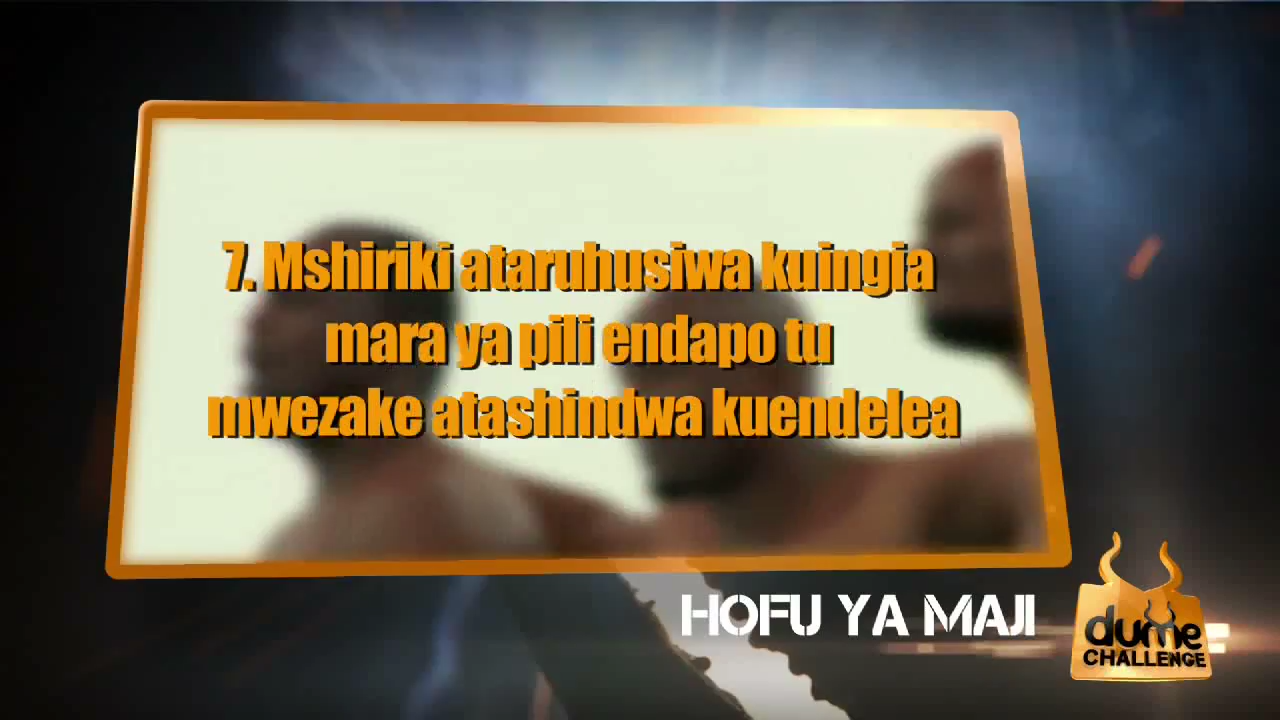 7. Mshiriki ataruhusiwa kuingia
mara ya pili endapo tu
mwezake atashindwa kuendelea
HOFU YA MAJI
dume
CHALLENGE